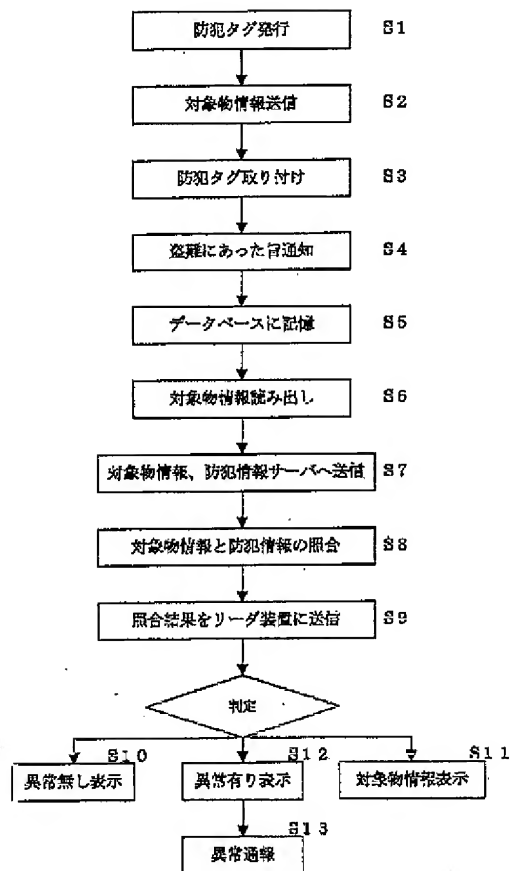 防犯タグ発行 S1
対象物情報送信 S2
防犯タグ取り付け S3
盗難にあった旨通知 S4
データベースに記憶 S5
対象物情報読み出し S6
対象物情報、防犯情報サーバへ送信 S7
対象物情報と防犯情報の照合 S8
照合結果をリーダ装置に送信 S9
判定
S10 S12 S11
異常無し表示 異常有り表示 対象物情報表示
S13
異常通報